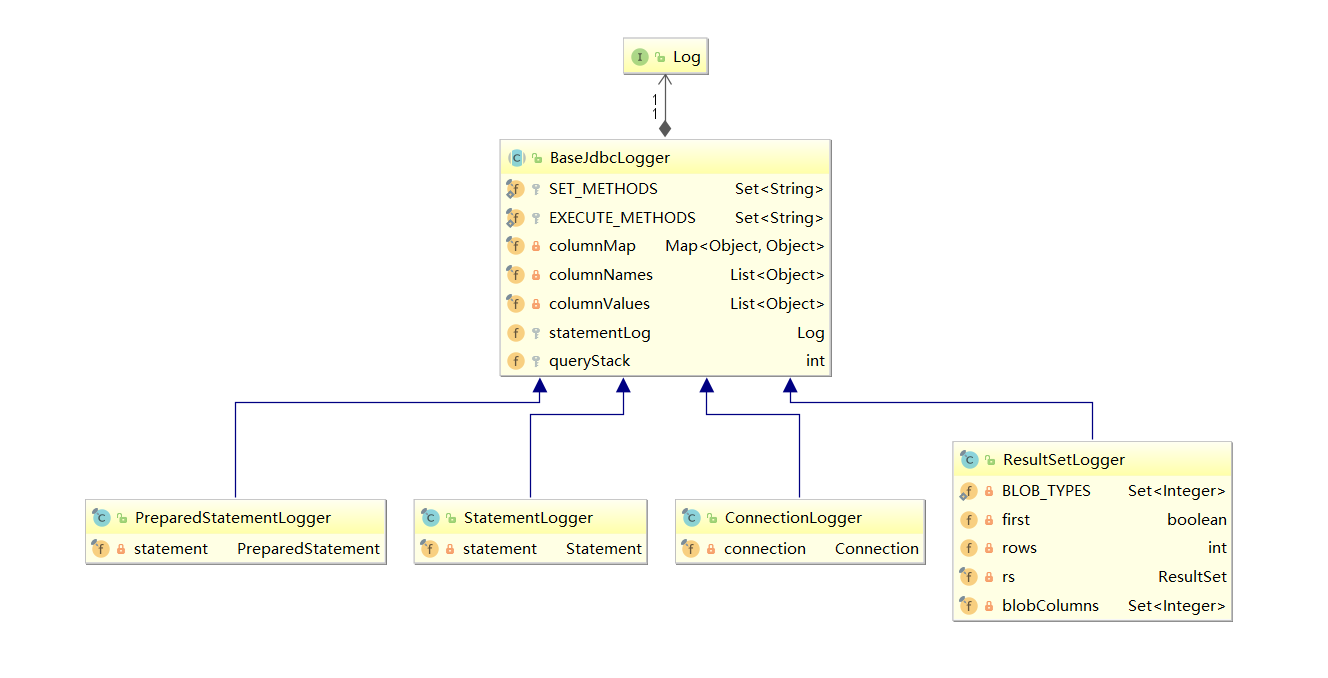 Log
1
1
BaseJdbcLogger
SET_METHODS Set<String>
EXECUTE_METHODS Set<String>
columnMap Map<Object, Object>
columnNames List<Object>
columnValues List<Object>
statementLog Log
queryStack int
PreparedStatementLogger
statement PreparedStatement
StatementLogger
statement Statement
ConnectionLogger
connection Connection
ResultSetLogger
BLOB_TYPES Set<Integer>
first boolean
rows int
rs ResultSet
blobColumns Set<Integer>